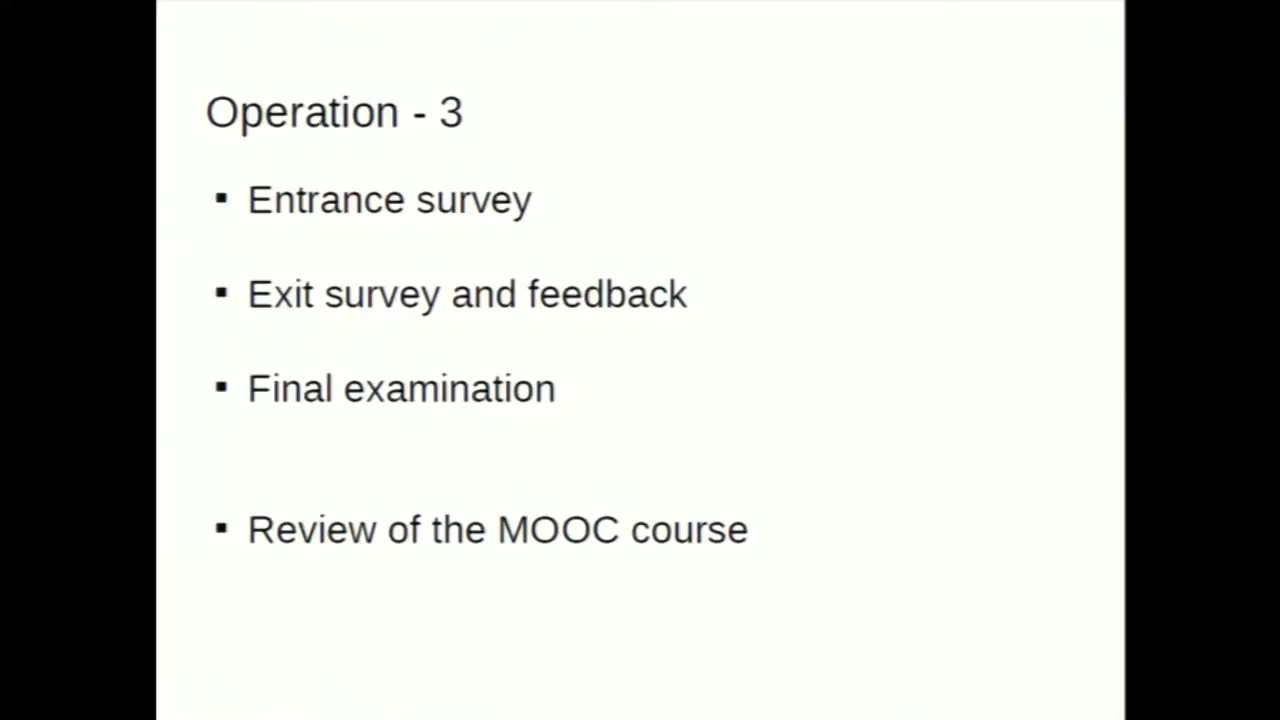 Operation - 3
▪ Entrance survey
▪ Exit survey and feedback
▪ Final examination
▪ Review of the MOOC course